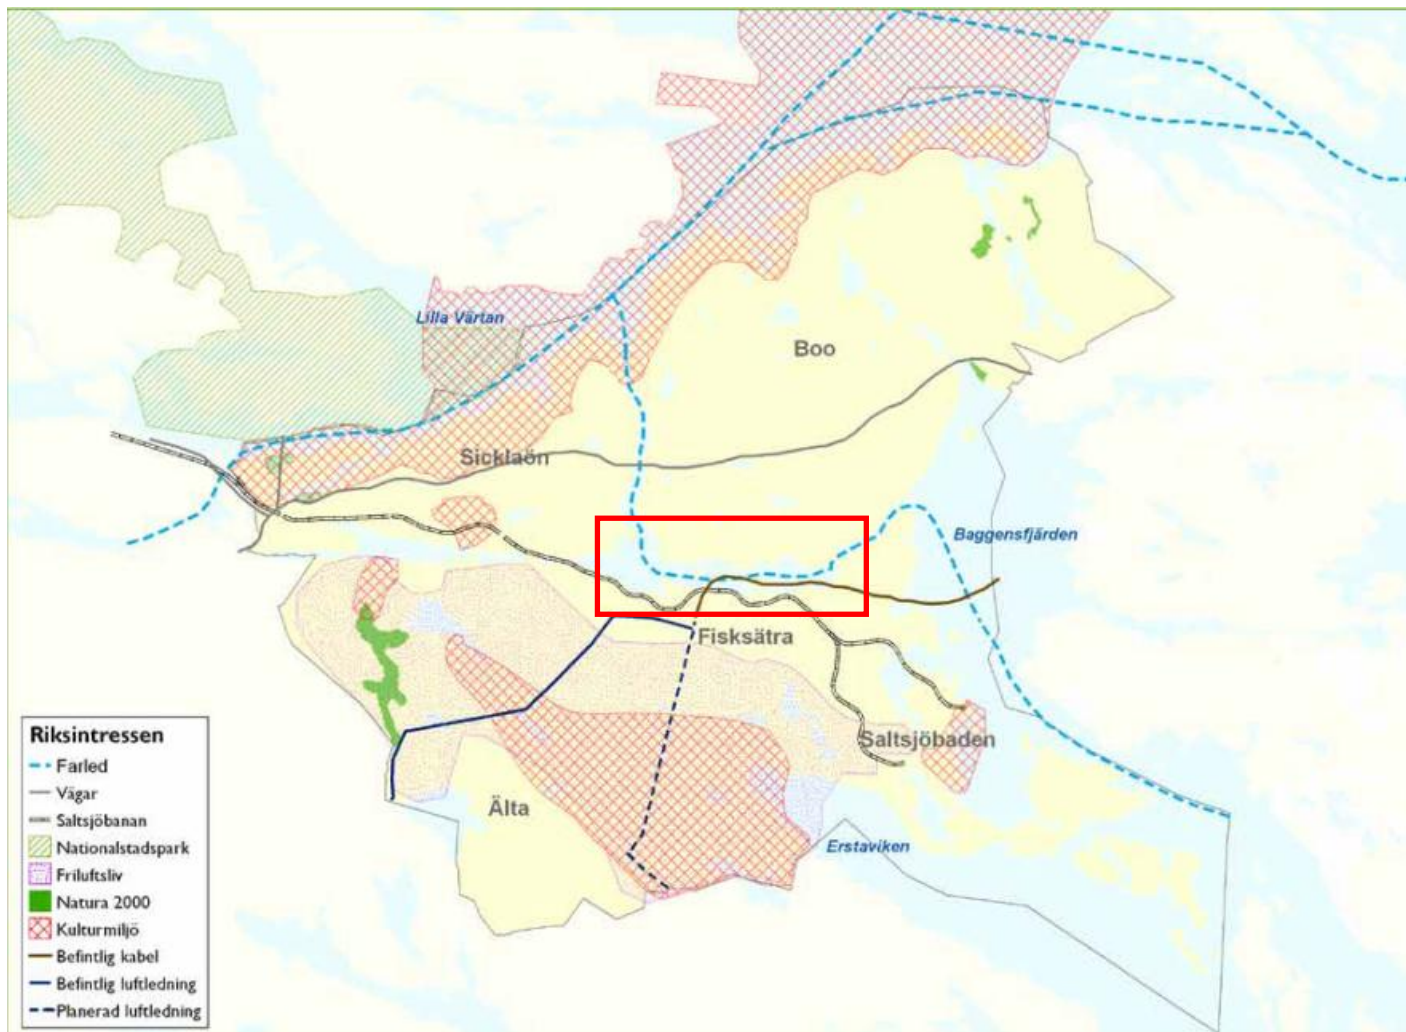 Lilla Värtan
Boo
Sicklaön
Baggensfjärden
Fisksätra
Saltsjöbaden
Älta
Erstaviken
Riksintressen
Farled
Vägar
Saltsjöbanan
Nationalstadspark
Friluftsliv
Natura 2000
Kulturmiljö
Befintlig kabel
Befintlig luftledning
Planerad luftledning